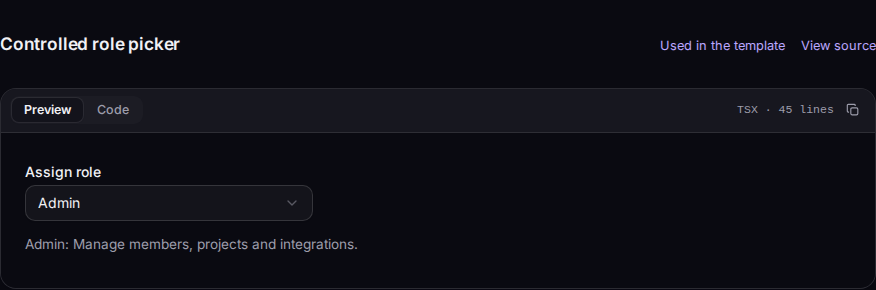 Controlled role picker
Used in the template View source
Preview Code
TSX · 45 lines
Assign role
Admin
Admin: Manage members, projects and integrations.